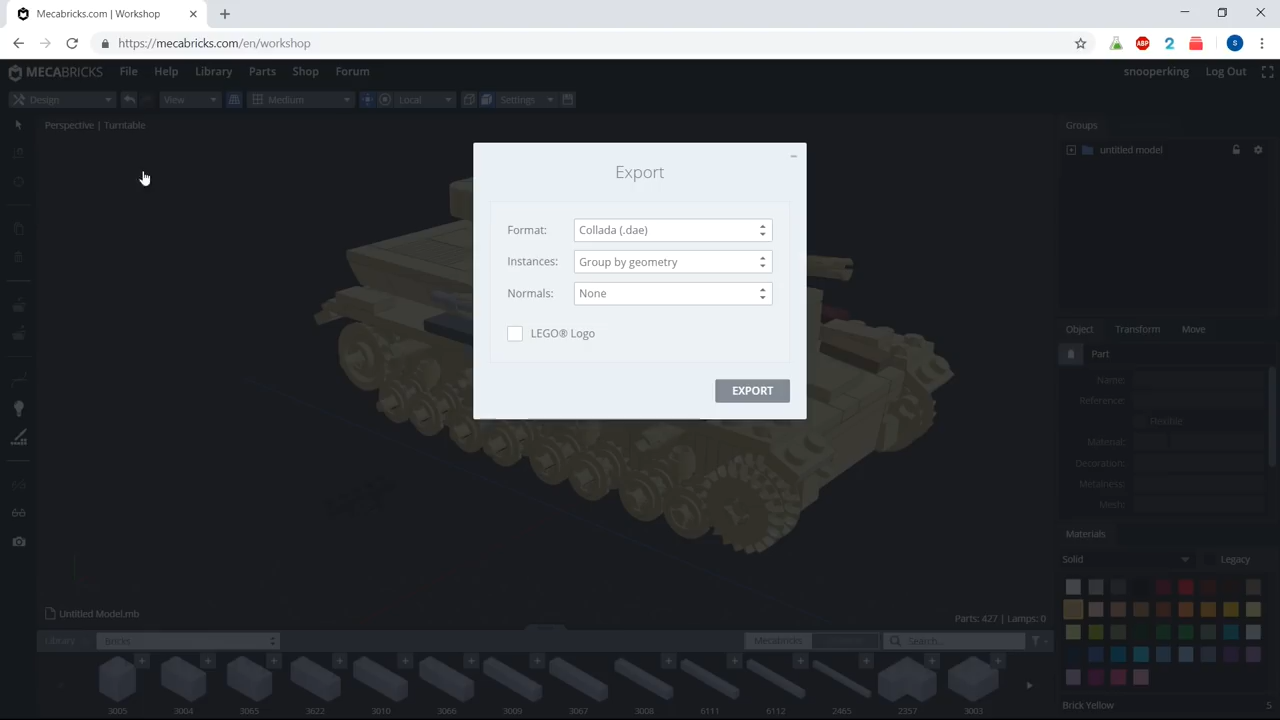 Mecabricks.com | Workshop
https://mecabricks.com/en/workshop
ABP
2
S
MECABRICKS File Help Library Parts Shop Forum snooperking Log Out
Design View Medium Local Settings
Perspective | Turntable
Groups
untitled model
Export
Format: Collada (.dae)
Instances: Group by geometry
Normals: None
LEGO® Logo
EXPORT
Object Transform Move
Part
Name:
Reference:
Flexible
Material:
Decoration:
Metalness:
Mesh:
Materials
Solid Legacy
Untitled Model.mb
Parts: 427 | Lamps: 0
Library bricks Mecabricks Search...
3005 3004 3065 3622 3010 3066 3009 3067 3008 6111 6112 2465 2357 3003
Brick Yellow S